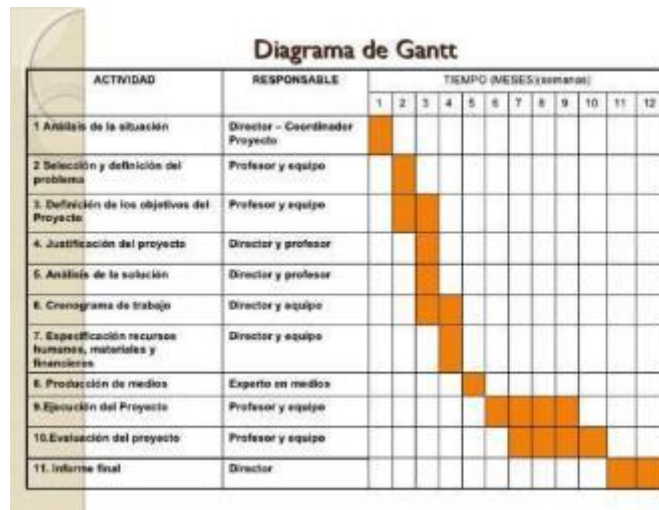 Diagrama de Gantt
ACTIVIDAD RESPONSABLE TIEMPO (MESES)(semanas)
1 2 3 4 5 6 7 8 9 10 11 12
1 Análisis de la situación Director – Coordinador
Proyecto
2 Selección y definición del Profesor y equipo
problema
3. Definición de los objetivos del Profesor y equipo
Proyecto
4. Justificación del proyecto Director y profesor
5. Análisis de la solución Director y profesor
6. Cronograma de trabajo Director y equipo
7. Especificación recursos Director y equipo
humanos, materiales y
financieros
8. Producción de medios Experto en medios
9.Ejecución del Proyecto Profesor y equipo
10.Evaluación del proyecto Profesor y equipo
11. Informe final Director